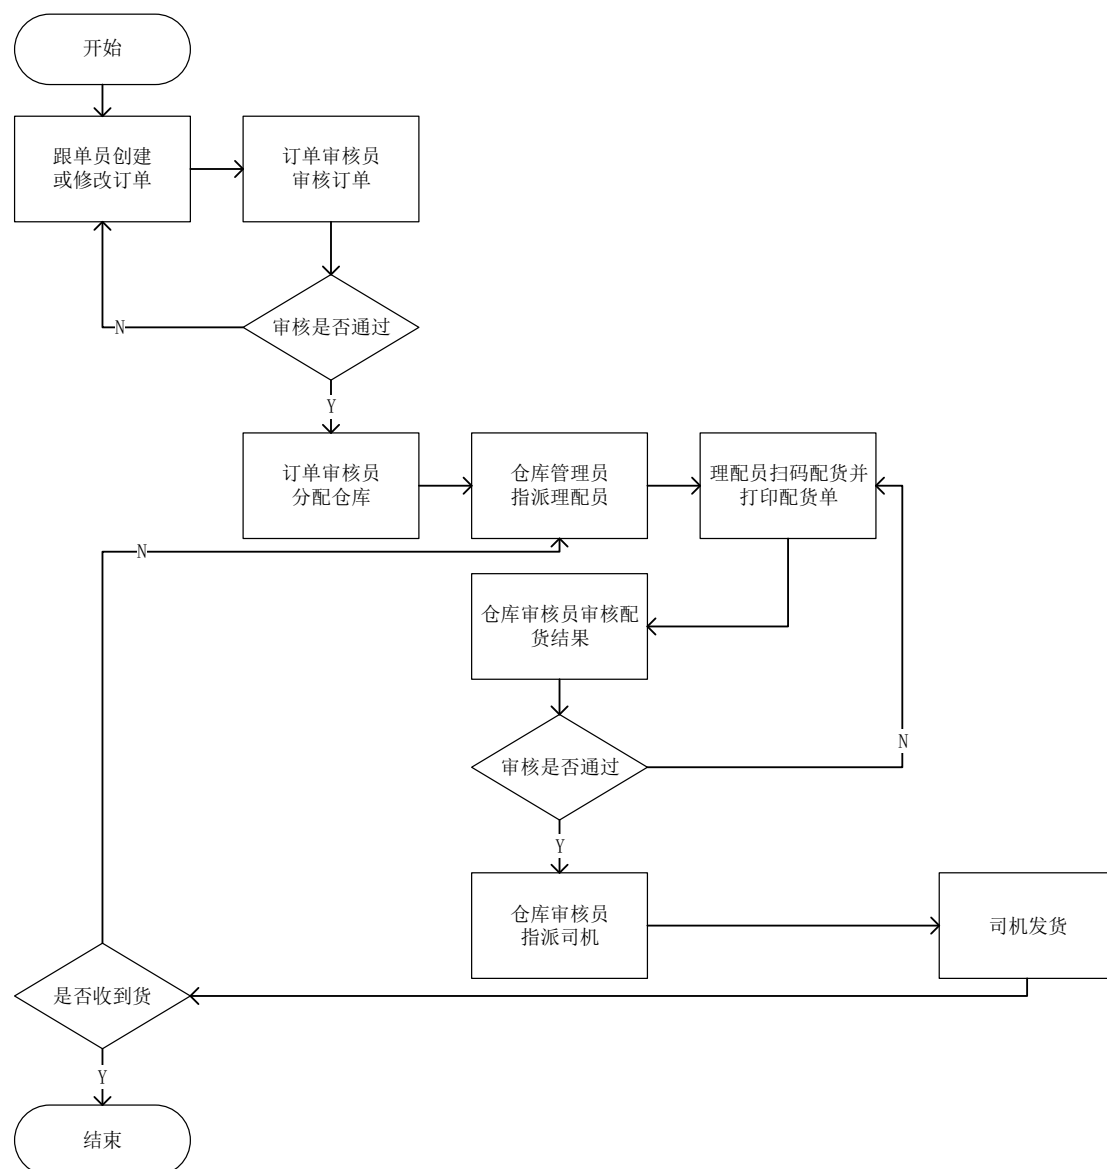 开始
跟单员创建
或修改订单
订单审核员
审核订单
审核是否通过
N
Y
订单审核员
分配仓库
仓库管理员
指派理配员
理配员扫码配货并
打印配货单
N
仓库审核员审核配
货结果
审核是否通过
N
Y
仓库审核员
指派司机
司机发货
是否收到货
Y
结束